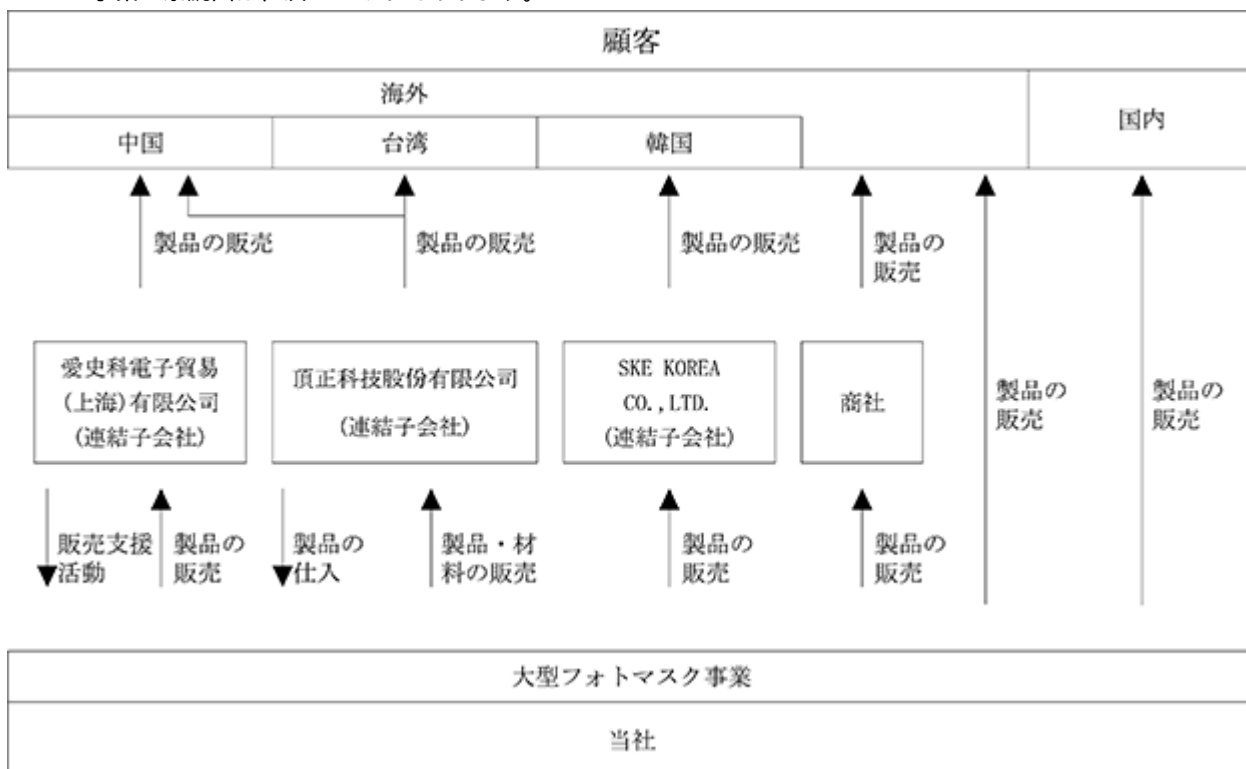 顧客
海外
国内
中国
台湾
韓国
製品の販売
製品の販売
製品の販売
製品の
販売
愛史科電子貿易
(上海)有限公司
(連結子会社)
頂正科技股份有限公司
(連結子会社)
SKE KOREA
CO.,LTD.
(連結子会社)
商社
製品の
販売
製品の
販売
販売支援
活動
製品の
販売
製品の
仕入
製品・材
料の販売
製品の
販売
製品の
販売
大型フォトマスク事業
当社